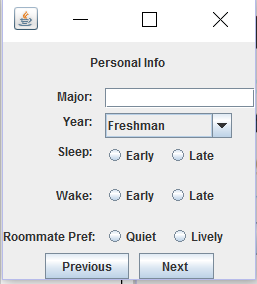 Personal Info
Major:
Year: Freshman
Sleep: Early Late
Wake: Early Late
Roommate Pref: Quiet Lively
Previous Next